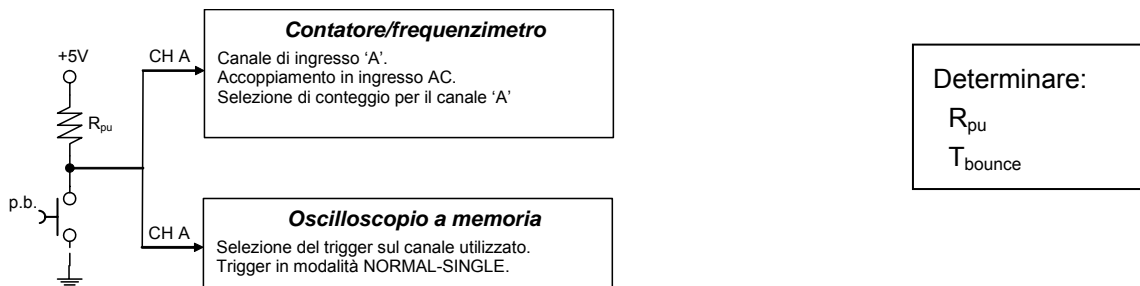 Contatore/frequenzimetro
+5V
CH A
Canale di ingresso ‘A’.
Accoppiamento in ingresso AC.
Selezione di conteggio per il canale ‘A’
Rpu
p.b.
CH A
Oscilloscopio a memoria
Selezione del trigger sul canale utilizzato.
Trigger in modalità NORMAL-SINGLE.
Determinare:
Rpu
Tbounce